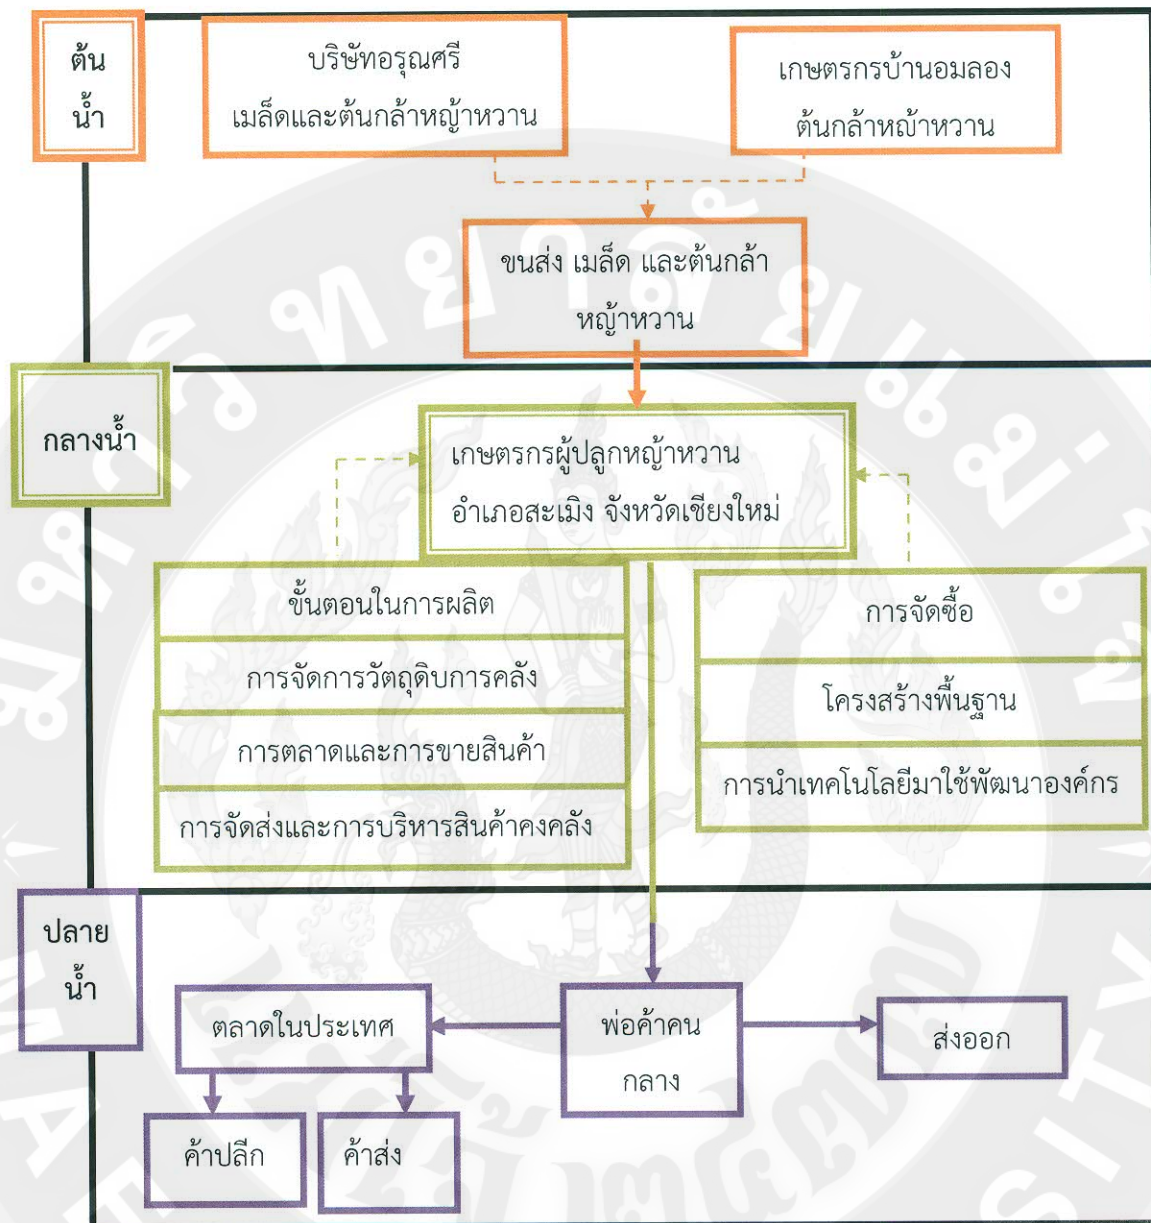 ต้น
น้ำ
บริษัทอรุณศรี
เมล็ดและต้นกล้าหญ้าหวาน
เกษตรกรบ้านอมลอง
ต้นกล้าหญ้าหวาน
ขนส่ง เมล็ด และต้นกล้า
หญ้าหวาน
กลางน้ำ
เกษตรกรผู้ปลูกหญ้าหวาน
อำเภอสะเมิง จังหวัดเชียงใหม่
ขั้นตอนในการผลิต
การจัดการวัตถุดิบการคลัง
การตลาดและการขายสินค้า
การจัดส่งและการบริหารสินค้าคงคลัง
การจัดซื้อ
โครงสร้างพื้นฐาน
การนำเทคโนโลยีมาใช้พัฒนาองค์กร
ปลาย
น้ำ
ตลาดในประเทศ
พ่อค้าคน
กลาง
ส่งออก
ค้าปลีก
ค้าส่ง